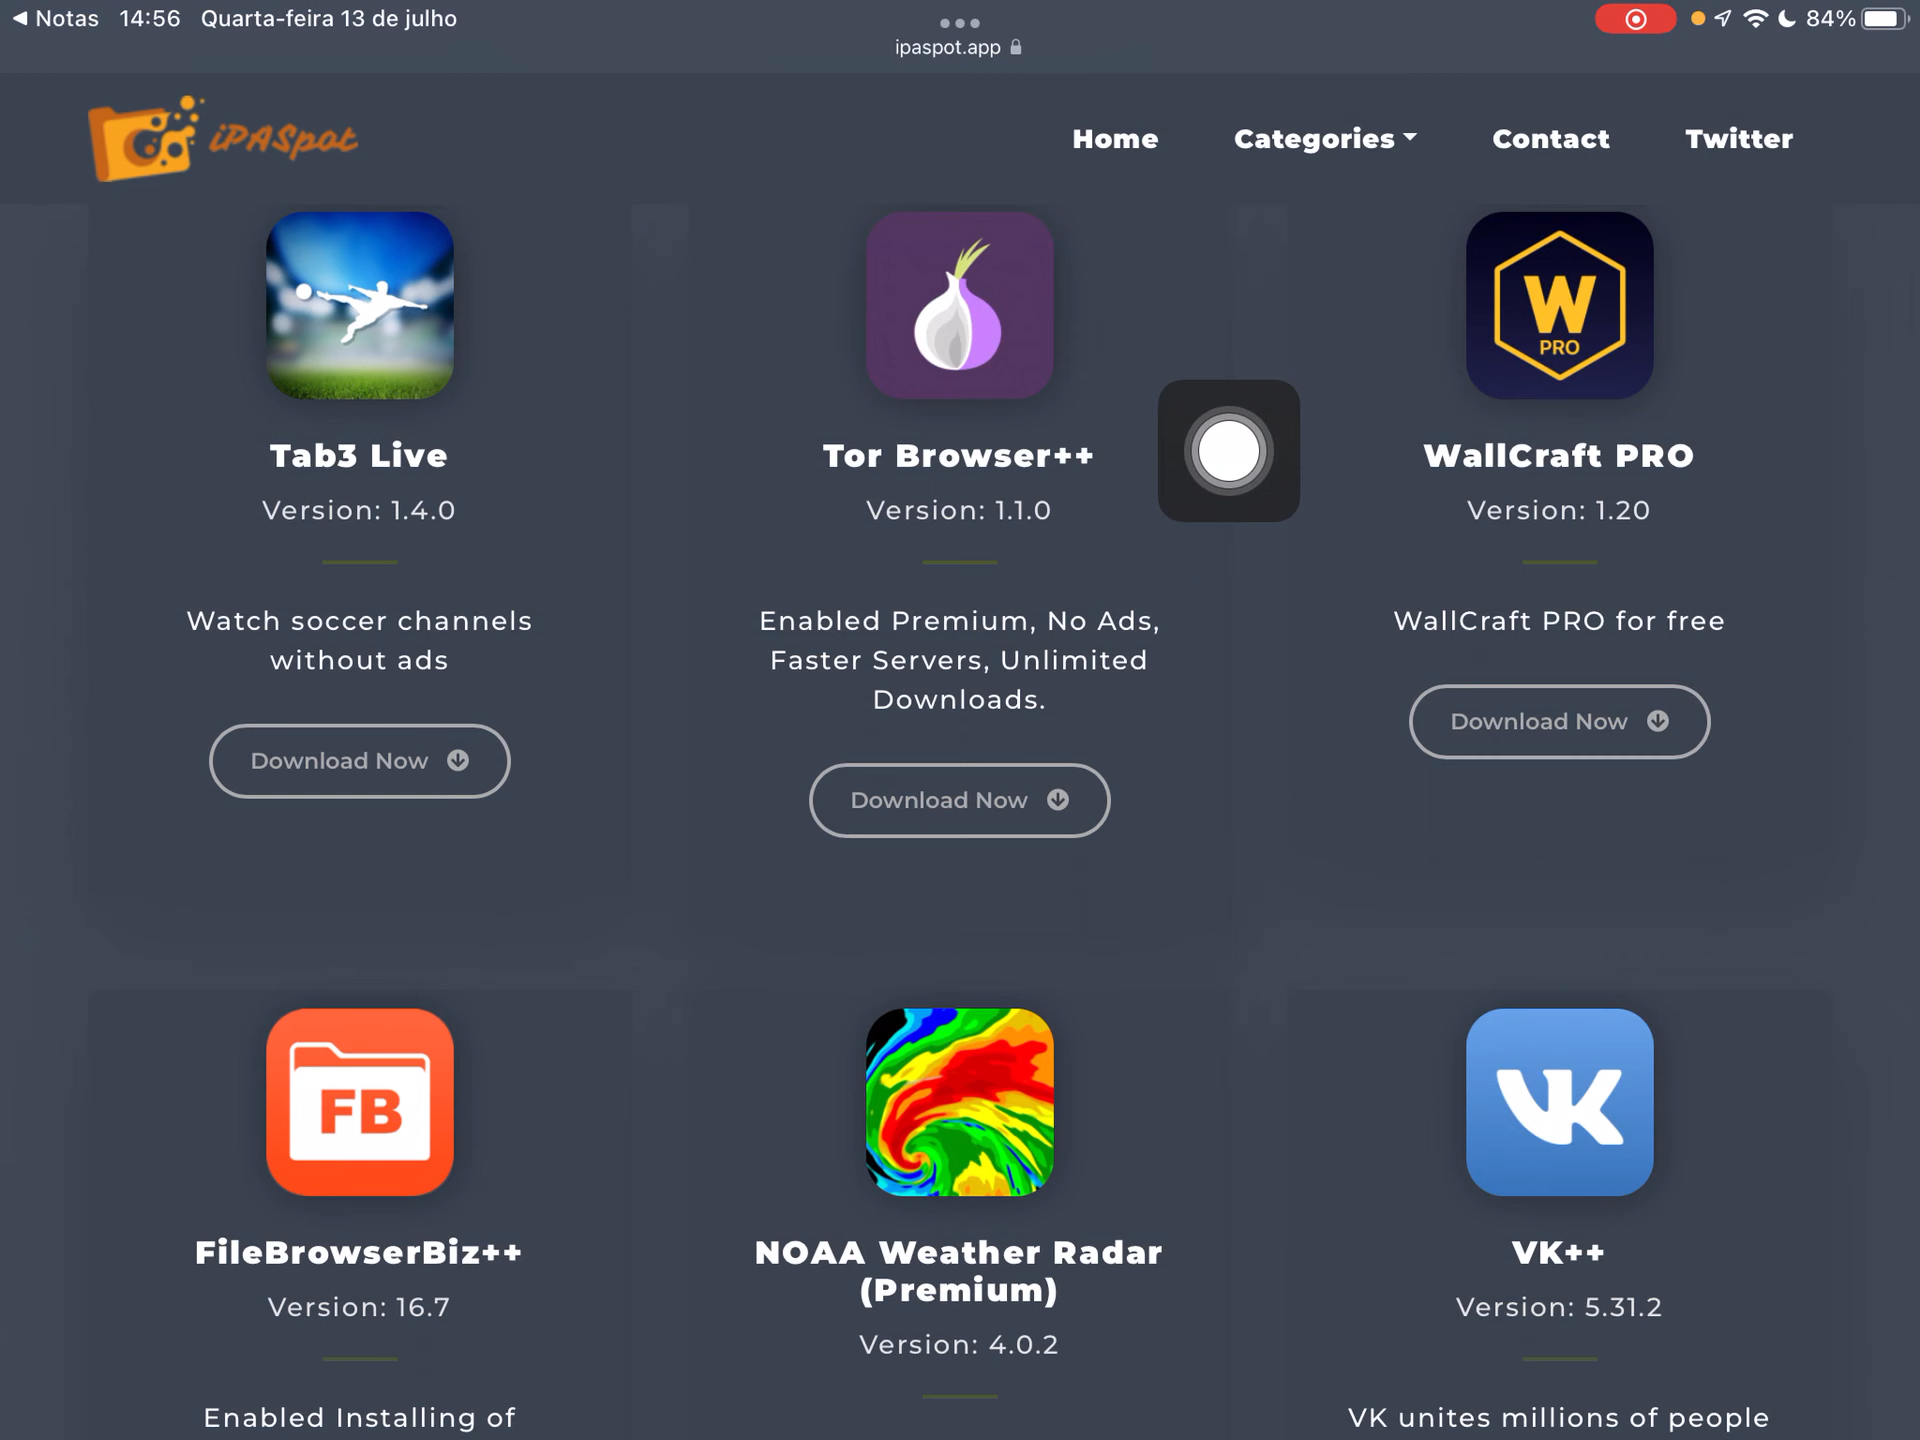 ◀ Notas 14:56 Quarta-feira 13 de julho
84%
ipaspot.app
iPASpot
Home Categories Contact Twitter
W
PRO
Tab3 Live
Version: 1.4.0
Watch soccer channels
without ads
Download Now
Tor Browser++
Version: 1.1.0
Enabled Premium, No Ads,
Faster Servers, Unlimited
Downloads.
Download Now
WallCraft PRO
Version: 1.20
WallCraft PRO for free
Download Now
FB
FileBrowserBiz++
Version: 16.7
Enabled Installing of
NOAA Weather Radar
(Premium)
Version: 4.0.2
VK
VK++
Version: 5.31.2
VK unites millions of people